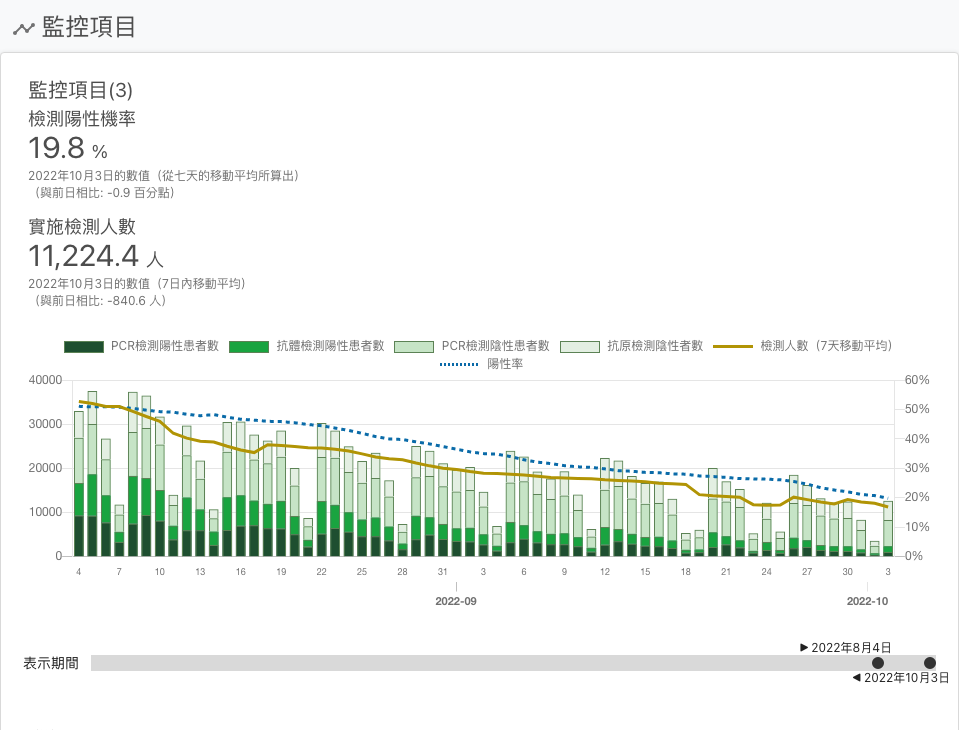 監控項目
監控項目(3)
檢測陽性機率
19.8 %
2022年10月3日的數值（從七天的移動平均所算出）
（與前日相比: -0.9 百分點）
實施檢測人數
11,224.4 人
2022年10月3日的數值（7日內移動平均）
（與前日相比: -840.6 人）
PCR檢測陽性患者數 抗體檢測陽性患者數 PCR檢測陰性患者數 抗原檢測陰性者數 檢測人數（7天移動平均）
陽性率
40000 60%
50%
30000
40%
20000 30%
20%
10000
10%
0 0%
4 7 10 13 16 19 22 25 28 31 3 6 9 12 15 18 21 24 27 30 3
2022-09 2022-10
▶ 2022年8月4日
表示期間
◀ 2022年10月3日